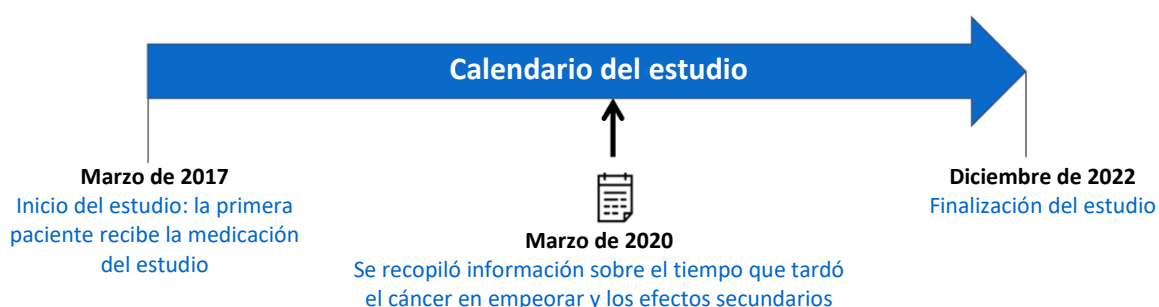 Calendario del estudio
Marzo de 2017
Inicio del estudio: la primera
paciente recibe la medicación
del estudio
Marzo de 2020
Se recopiló información sobre el tiempo que tardó
el cáncer en empeorar y los efectos secundarios
Diciembre de 2022
Finalización del estudio